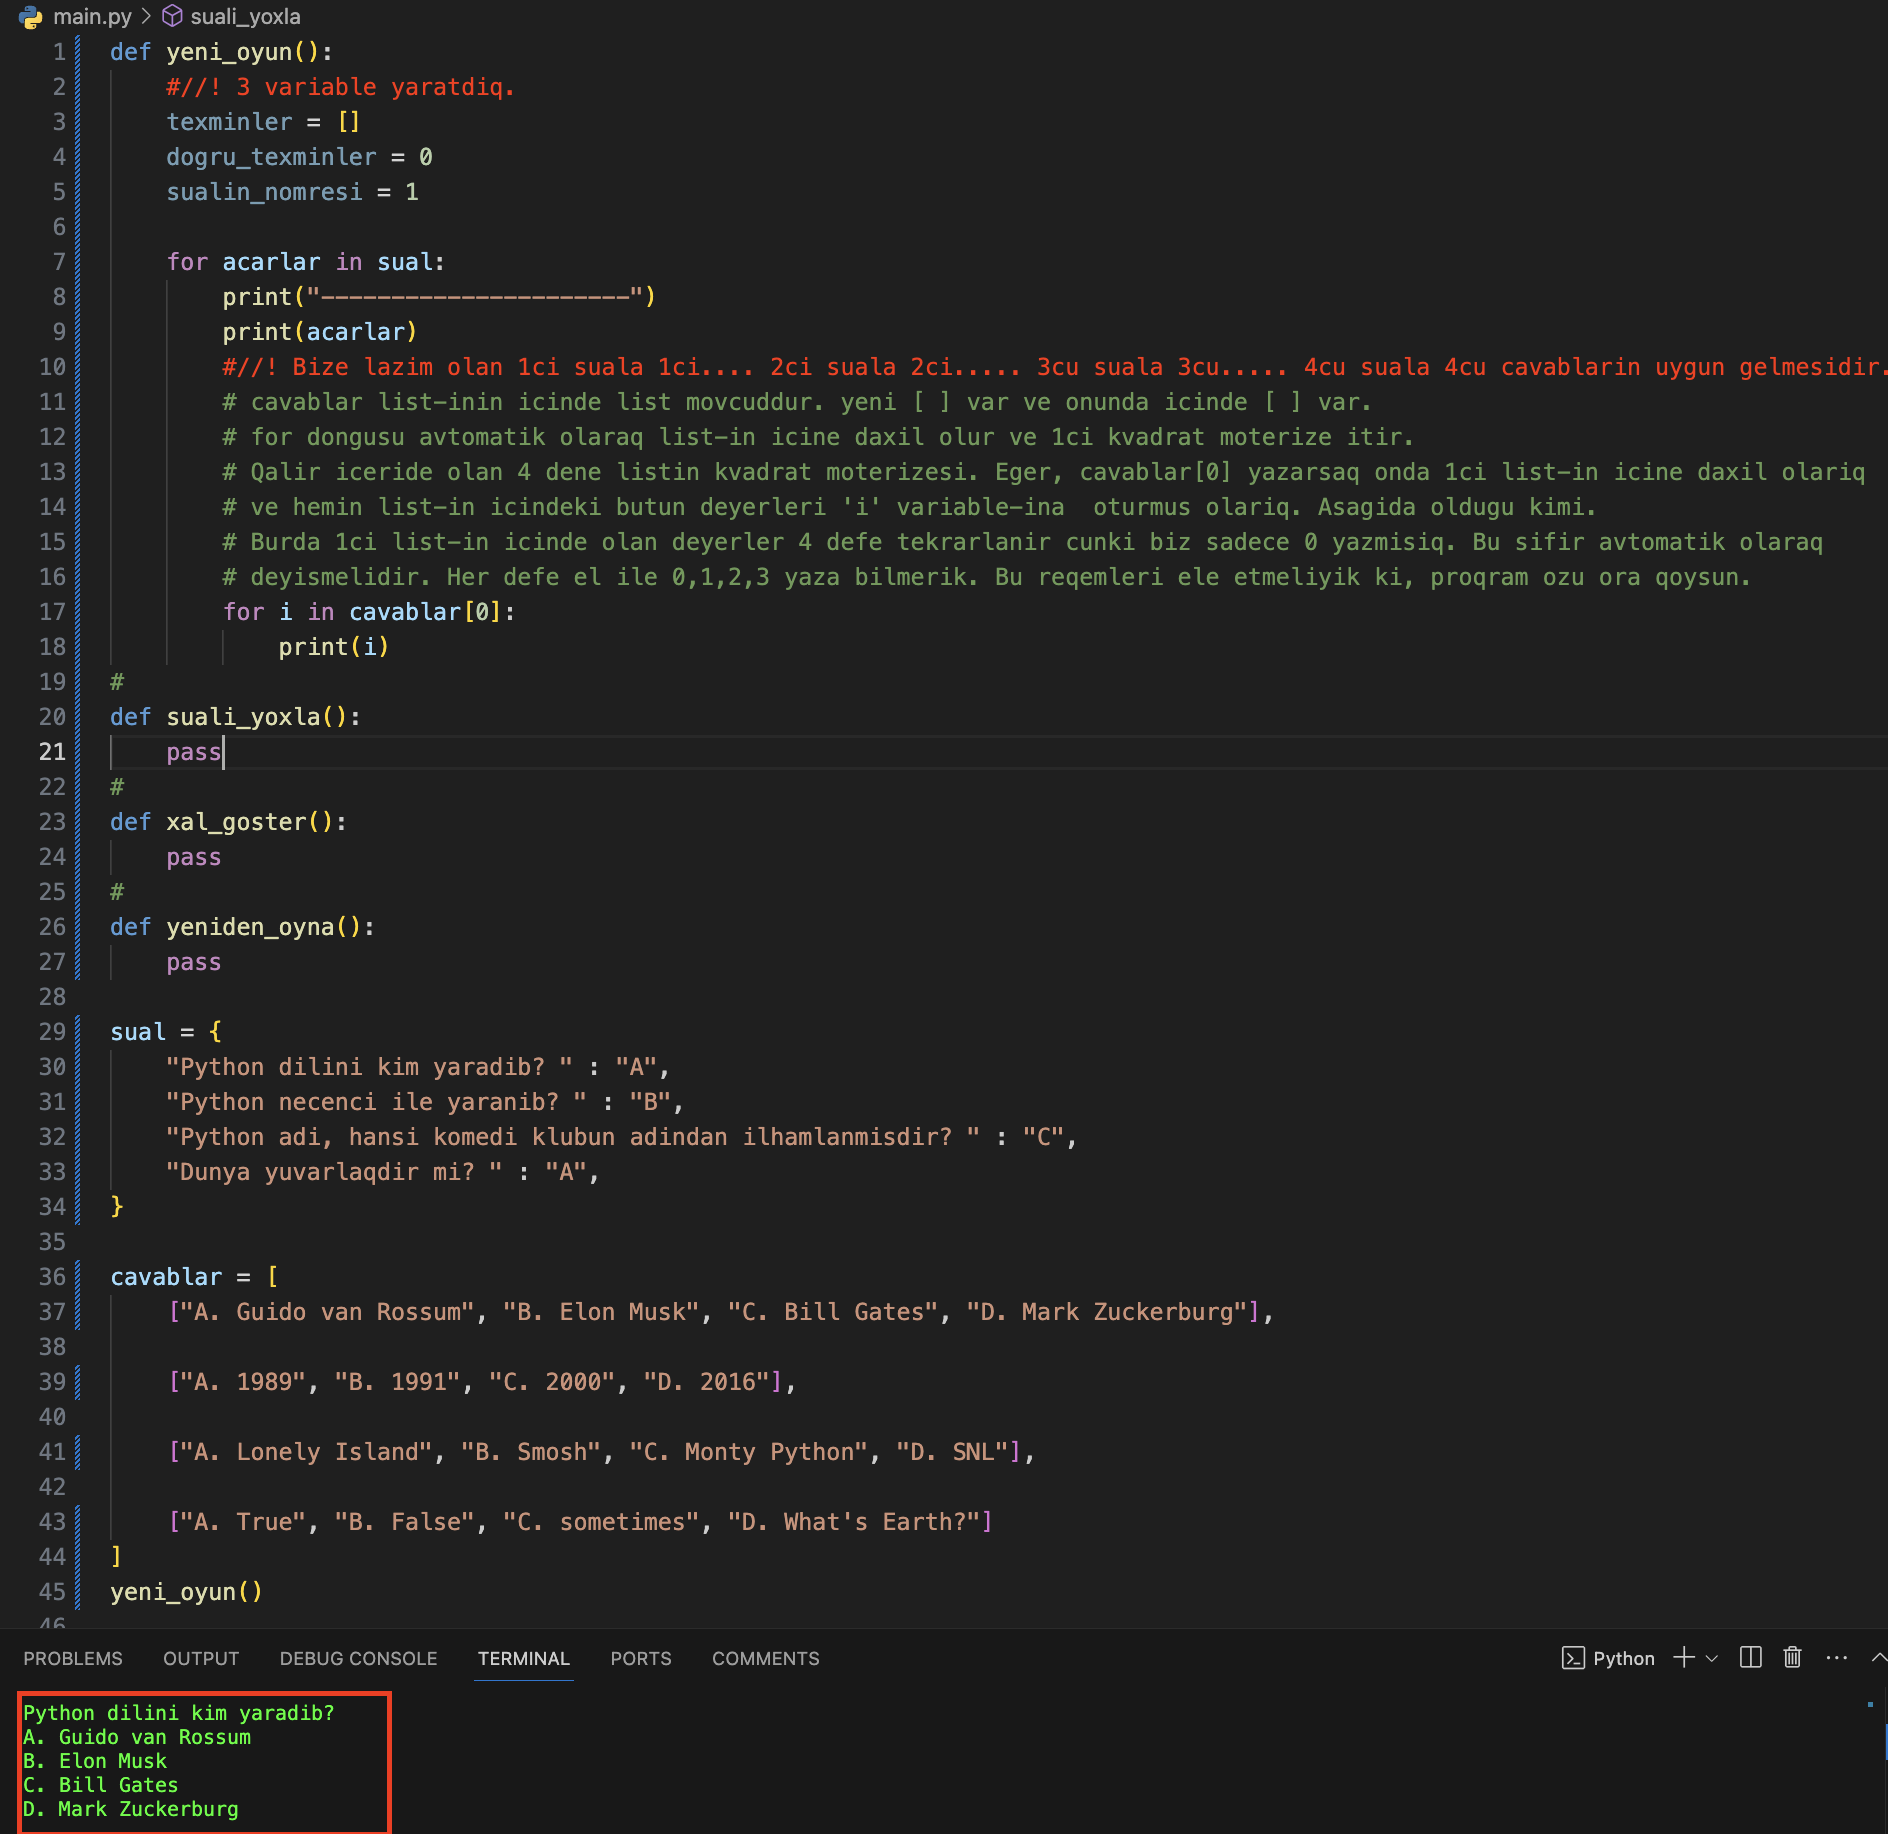 main.py > suali_yoxla
1 def yeni_oyun():
2 #//! 3 variable yaratdiq.
3 texminler = []
4 dogru_texminler = 0
5 sualin_nomresi = 1
6
7 for acarlar in sual:
8 print("----------------------")
9 print(acarlar)
10 #//! Bize lazim olan 1ci suala 1ci.... 2ci suala 2ci..... 3cu suala 3cu..... 4cu suala 4cu cavablarin uygun gelmesidir.
11 # cavablar list-inin icinde list movcuddur. yeni [ ] var ve onunda icinde [ ] var.
12 # for dongusu avtomatik olaraq list-in icine daxil olur ve 1ci kvadrat moterize itir.
13 # Qalir iceride olan 4 dene listin kvadrat moterizesi. Eger, cavablar[0] yazarsaq onda 1ci list-in icine daxil olariq
14 # ve hemin list-in icindeki butun deyerleri 'i' variable-ina  oturmus olariq. Asagida oldugu kimi.
15 # Burda 1ci list-in icinde olan deyerler 4 defe tekrarlanir cunki biz sadece 0 yazmisiq. Bu sifir avtomatik olaraq
16 # deyismelidir. Her defe el ile 0,1,2,3 yaza bilmerik. Bu reqemleri ele etmeliyik ki, proqram ozu ora qoysun.
17 for i in cavablar[0]:
18 print(i)
19 #
20 def suali_yoxla():
21 pass
22 #
23 def xal_goster():
24 pass
25 #
26 def yeniden_oyna():
27 pass
28
29 sual = {
30 "Python dilini kim yaradib? " : "A",
31 "Python necenci ile yaranib? " : "B",
32 "Python adi, hansi komedi klubun adindan ilhamlanmisdir? " : "C",
33 "Dunya yuvarlaqdir mi? " : "A",
34 }
35
36 cavablar = [
37 ["A. Guido van Rossum", "B. Elon Musk", "C. Bill Gates", "D. Mark Zuckerburg"],
38
39 ["A. 1989", "B. 1991", "C. 2000", "D. 2016"],
40
41 ["A. Lonely Island", "B. Smosh", "C. Monty Python", "D. SNL"],
42
43 ["A. True", "B. False", "C. sometimes", "D. What's Earth?"]
44 ]
45 yeni_oyun()
46
PROBLEMS OUTPUT DEBUG CONSOLE TERMINAL PORTS COMMENTS Python
Python dilini kim yaradib?
A. Guido van Rossum
B. Elon Musk
C. Bill Gates
D. Mark Zuckerburg